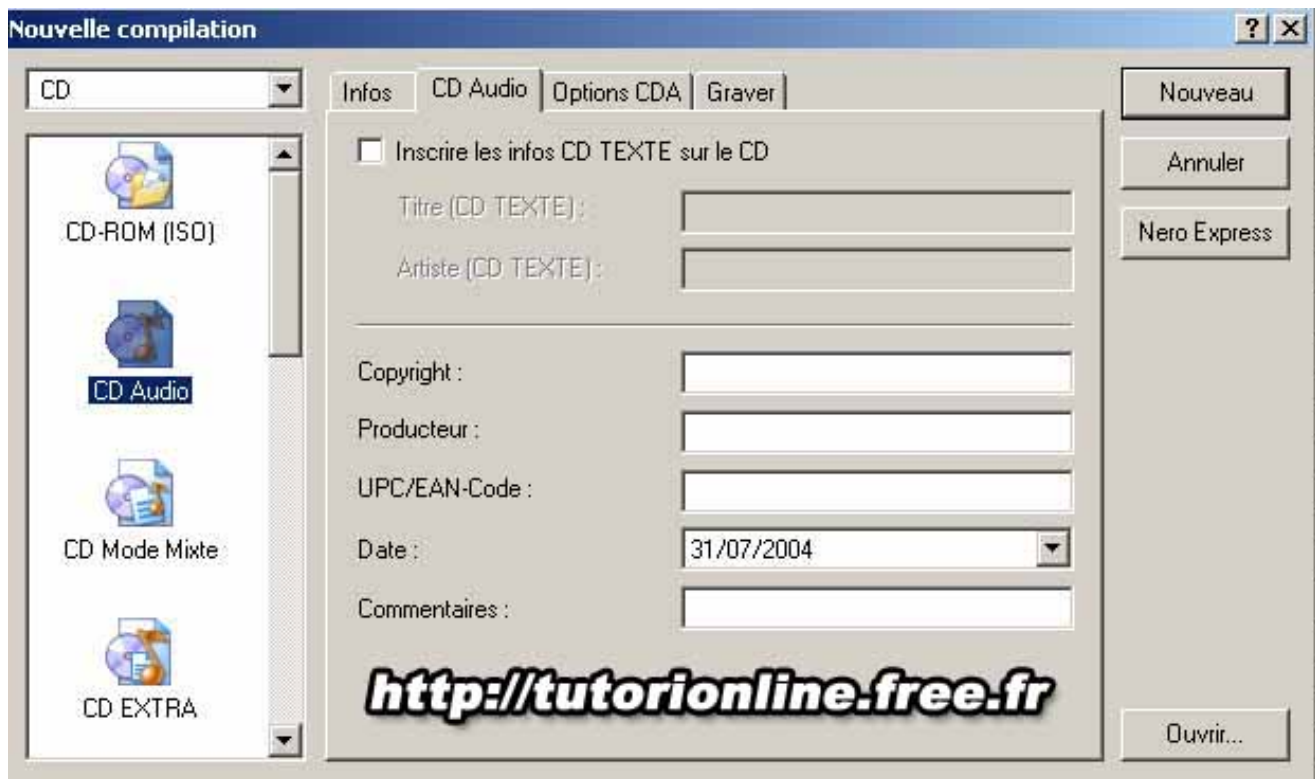 Nouvelle compilation
CD
CD-ROM (ISO)
CD Audio
CD Mode Mixte
CD EXTRA
Infos
CD Audio
Options CDA
Graver
Inscrire les infos CD TEXTE sur le CD
Titre (CD TEXTE) :
Artiste (CD TEXTE) :
Copyright :
Producteur :
UPC/EAN-Code :
Date :
31/07/2004
Commentaires :
http://tutorionline.free.fr
Nouveau
Annuler
Nero Express
Ouvrir...